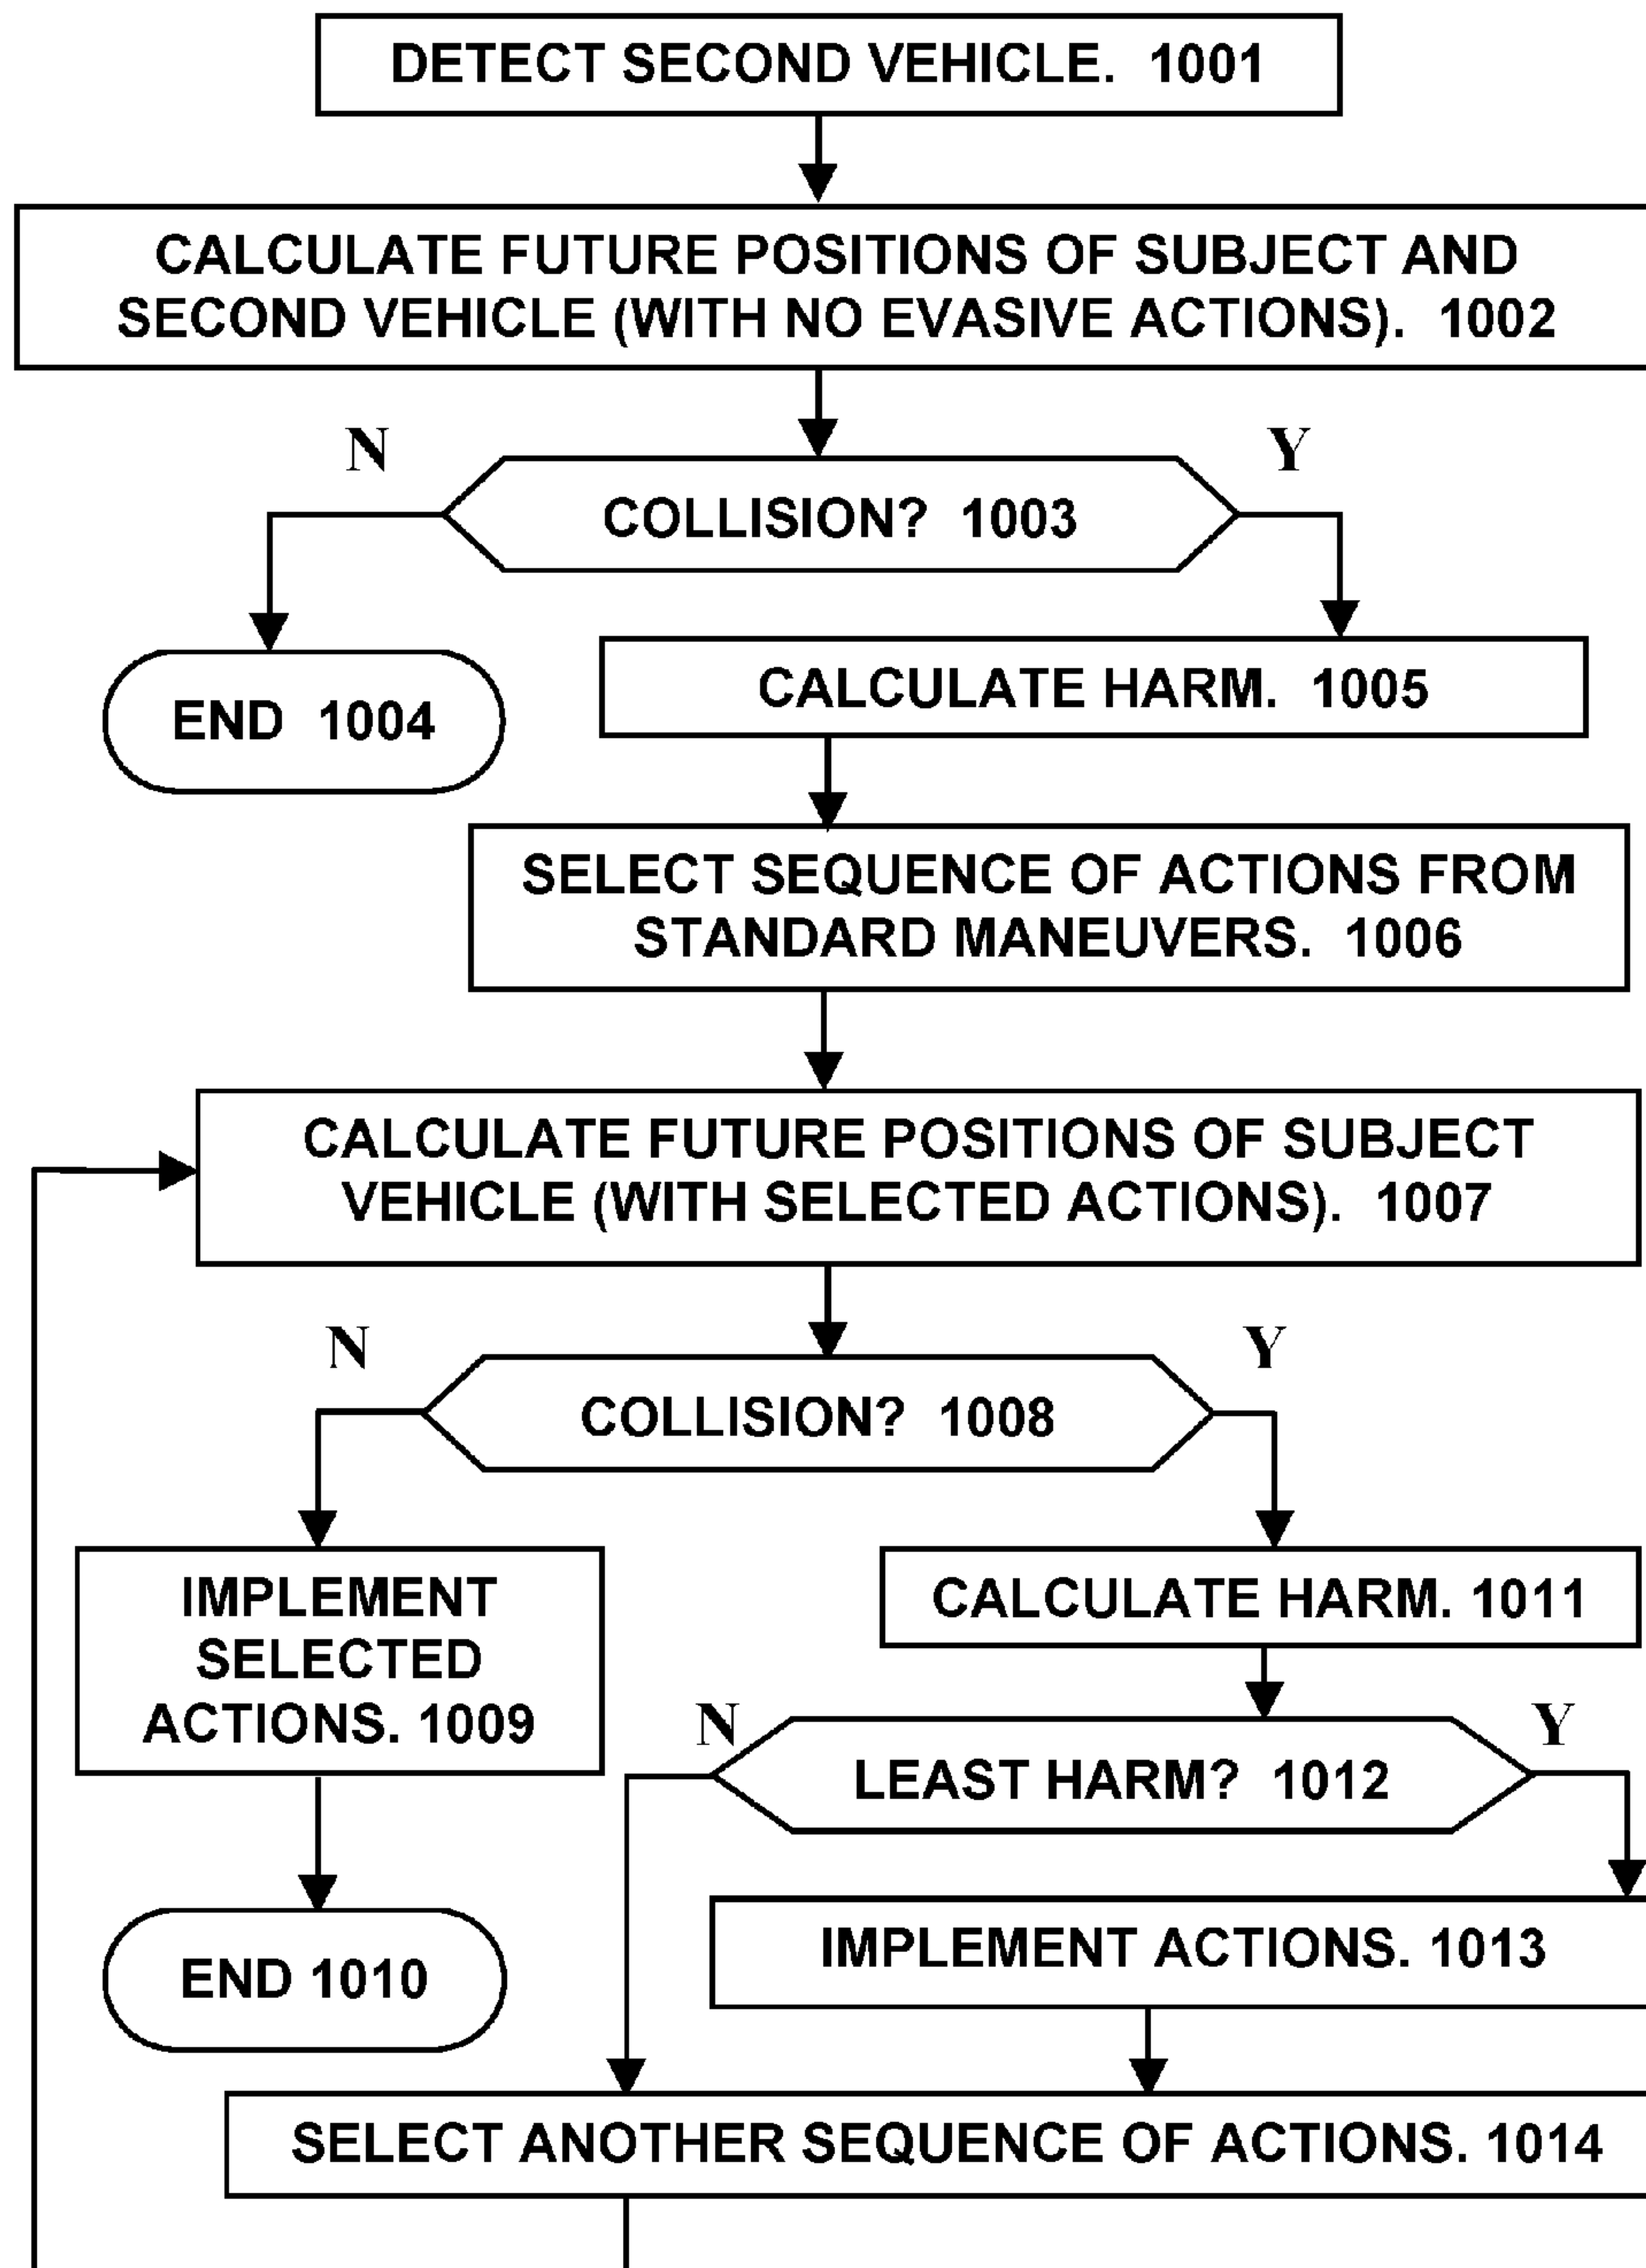 DETECT SECOND VEHICLE. 1001
CALCULATE FUTURE POSITIONS OF SUBJECT AND
SECOND VEHICLE (WITH NO EVASIVE ACTIONS). 1002
N
Y
COLLISION? 1003
END 1004
CALCULATE HARM. 1005
SELECT SEQUENCE OF ACTIONS FROM
STANDARD MANEUVERS. 1006
CALCULATE FUTURE POSITIONS OF SUBJECT
VEHICLE (WITH SELECTED ACTIONS). 1007
N
Y
COLLISION? 1008
IMPLEMENT
SELECTED
ACTIONS. 1009
END 1010
CALCULATE HARM. 1011
N
Y
LEAST HARM? 1012
IMPLEMENT ACTIONS. 1013
SELECT ANOTHER SEQUENCE OF ACTIONS. 1014